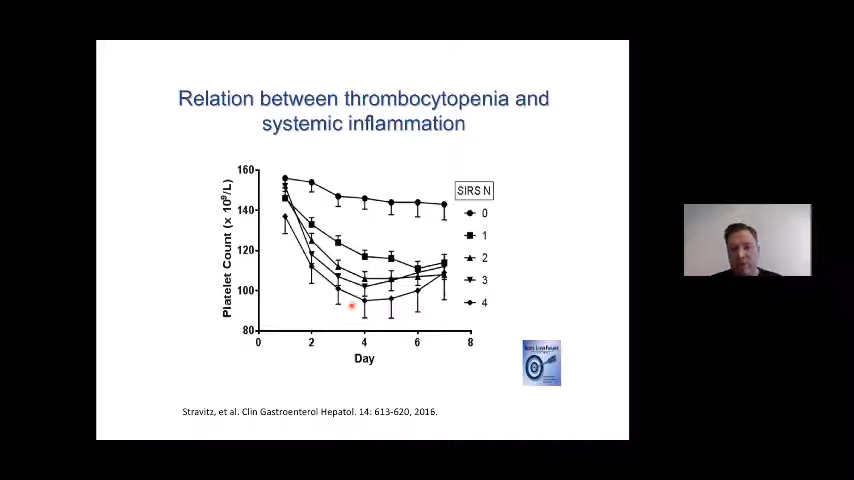 Relation between thrombocytopenia and
systemic inflammation
Platelet Count (x 10⁹/L)
160
140
120
100
80
0
2
4
6
8
Day
SIRS N
0
1
2
3
4
Stravitz, et al. Clin Gastroenterol Hepatol. 14: 613-620, 2016.